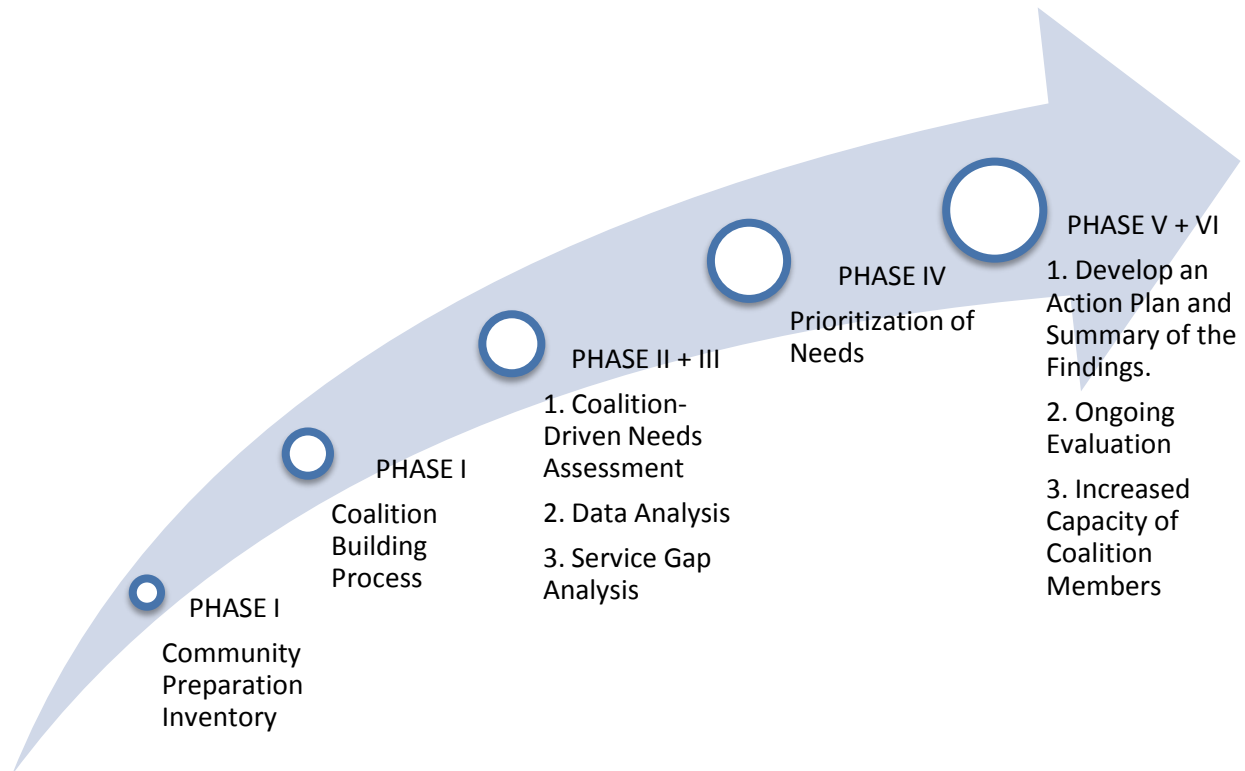 PHASE I
Community
Preparation
Inventory
PHASE I
Coalition
Building
Process
PHASE II + III
1. Coalition-
Driven Needs
Assessment
2. Data Analysis
3. Service Gap
Analysis
PHASE IV
Prioritization of
Needs
PHASE V + VI
1. Develop an
Action Plan and
Summary of the
Findings.
2. Ongoing
Evaluation
3. Increased
Capacity of
Coalition
Members